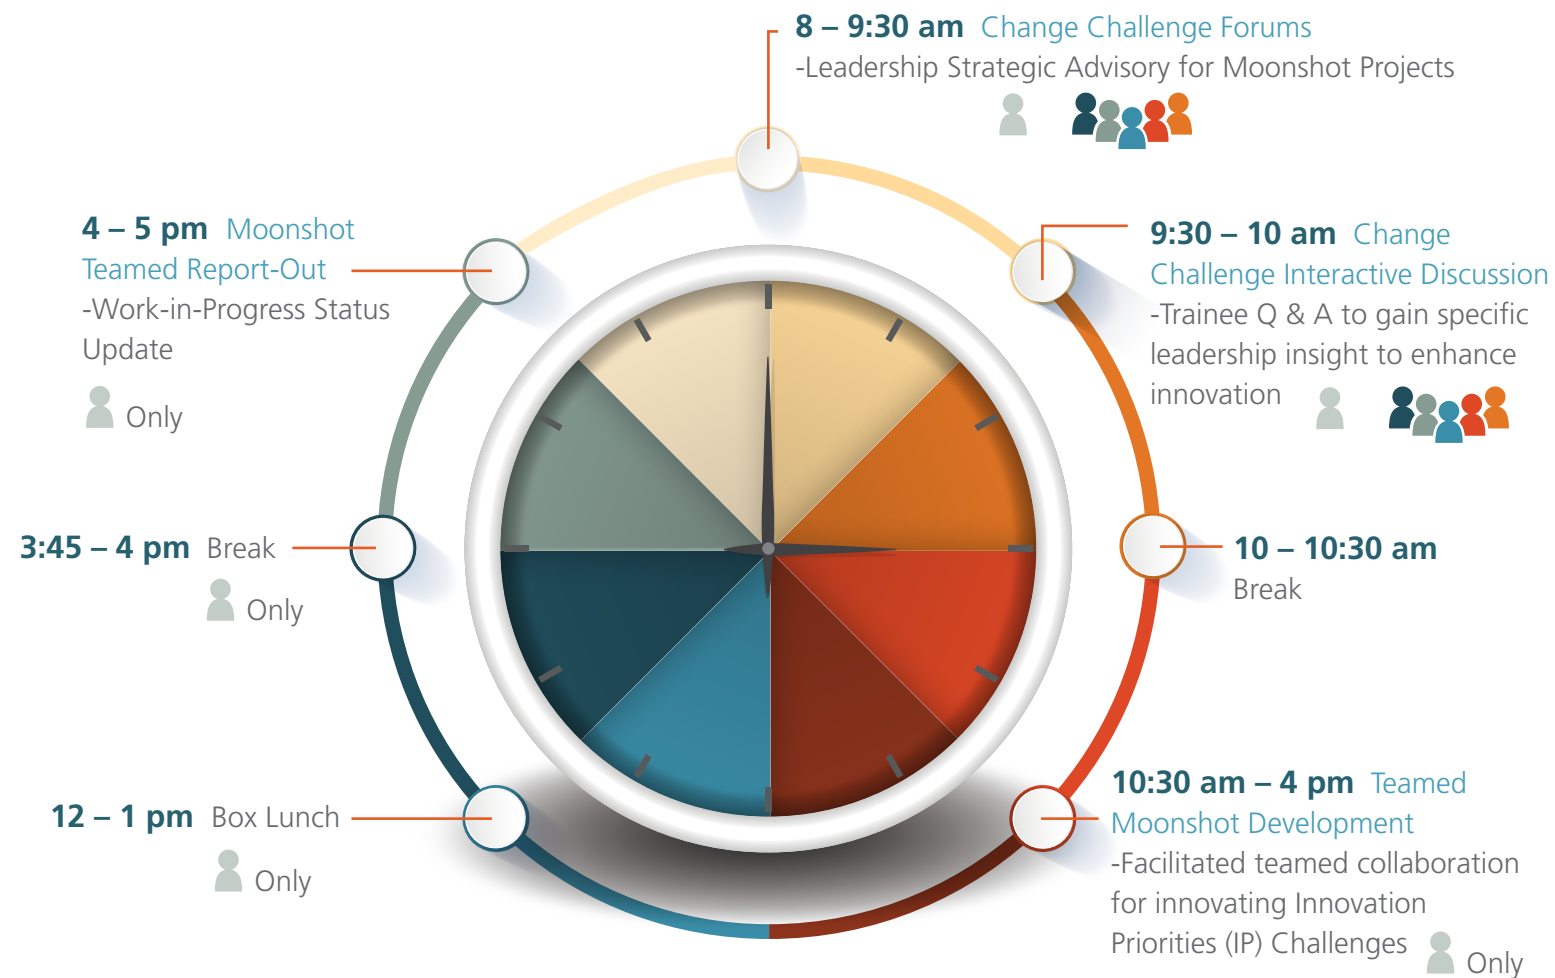 8 – 9:30 am Change Challenge Forums
-Leadership Strategic Advisory for Moonshot Projects
9:30 – 10 am Change
Challenge Interactive Discussion
-Trainee Q & A to gain specific
leadership insight to enhance
innovation
10 – 10:30 am
Break
10:30 am – 4 pm Teamed
Moonshot Development
-Facilitated teamed collaboration
for innovating Innovation
Priorities (IP) Challenges
Only
12 – 1 pm Box Lunch
Only
3:45 – 4 pm Break
Only
4 – 5 pm Moonshot
Teamed Report-Out
-Work-in-Progress Status
Update
Only